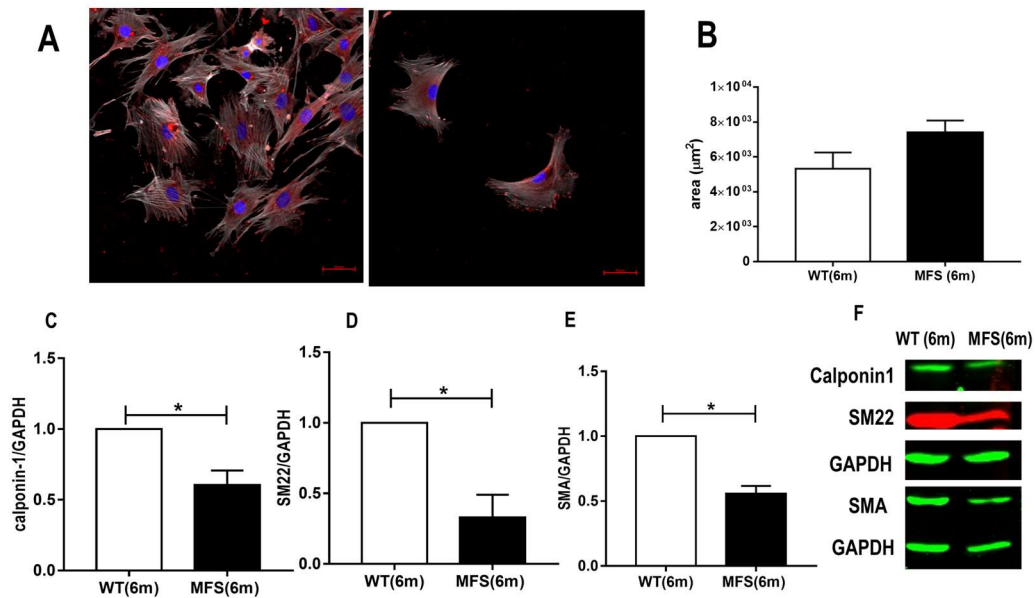 A
B
area (µm²)
1×10⁰⁴
8×10⁰³
6×10⁰³
4×10⁰³
2×10⁰³
0
WT(6m) MFS (6m)
C
calponin-1/GAPDH
1.5
1.0
0.5
0.0
*
WT(6m) MFS(6m)
D
SM22/GAPDH
1.5
1.0
0.5
0.0
*
WT(6m) MFS(6m)
E
SMA/GAPDH
1.5
1.0
0.5
0.0
*
WT(6m) MFS(6m)
F
WT (6m) MFS(6m)
Calponin1
SM22
GAPDH
SMA
GAPDH